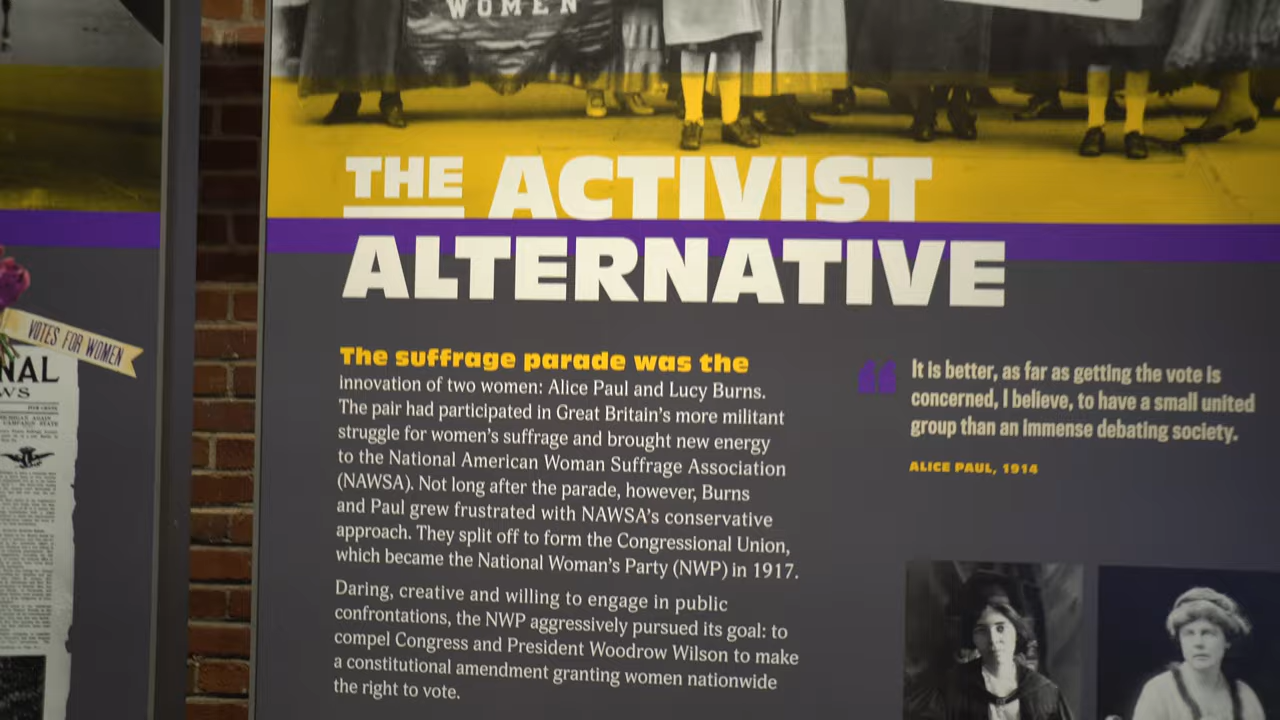 WOMEN
THE ACTIVIST
ALTERNATIVE
VOTES FOR WOMEN
NAL
WS
The suffrage parade was the
innovation of two women: Alice Paul and Lucy Burns.
The pair had participated in Great Britain's more militant
struggle for women's suffrage and brought new energy
to the National American Woman Suffrage Association
(NAWSA). Not long after the parade, however, Burns
and Paul grew frustrated with NAWSA's conservative
approach. They split off to form the Congressional Union,
which became the National Woman's Party (NWP) in 1917.
Daring, creative and willing to engage in public
confrontations, the NWP aggressively pursued its goal: to
compel Congress and President Woodrow Wilson to make
a constitutional amendment granting women nationwide
the right to vote.
“ It is better, as far as getting the vote is
concerned, I believe, to have a small united
group than an immense debating society.
ALICE PAUL, 1914